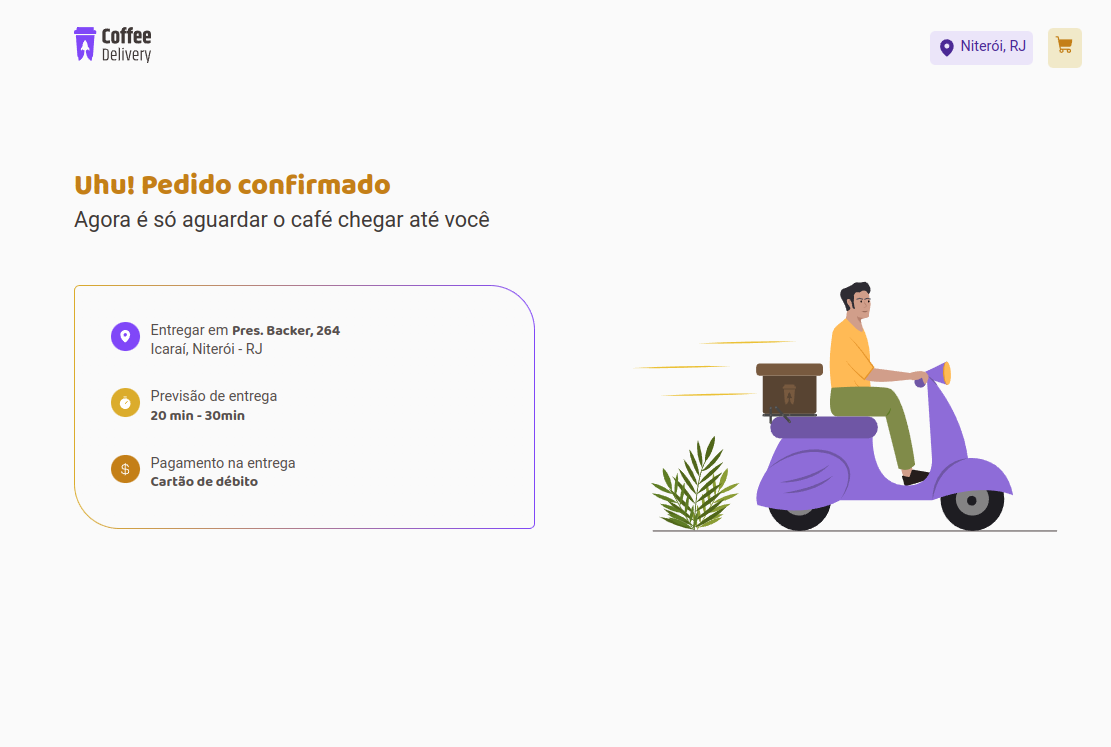 Coffee
Delivery
Niterói, RJ
Uhu! Pedido confirmado
Agora é só aguardar o café chegar até você
Entregar em Pres. Backer, 264
Icaraí, Niterói - RJ
Previsão de entrega
20 min - 30min
$
Pagamento na entrega
Cartão de débito